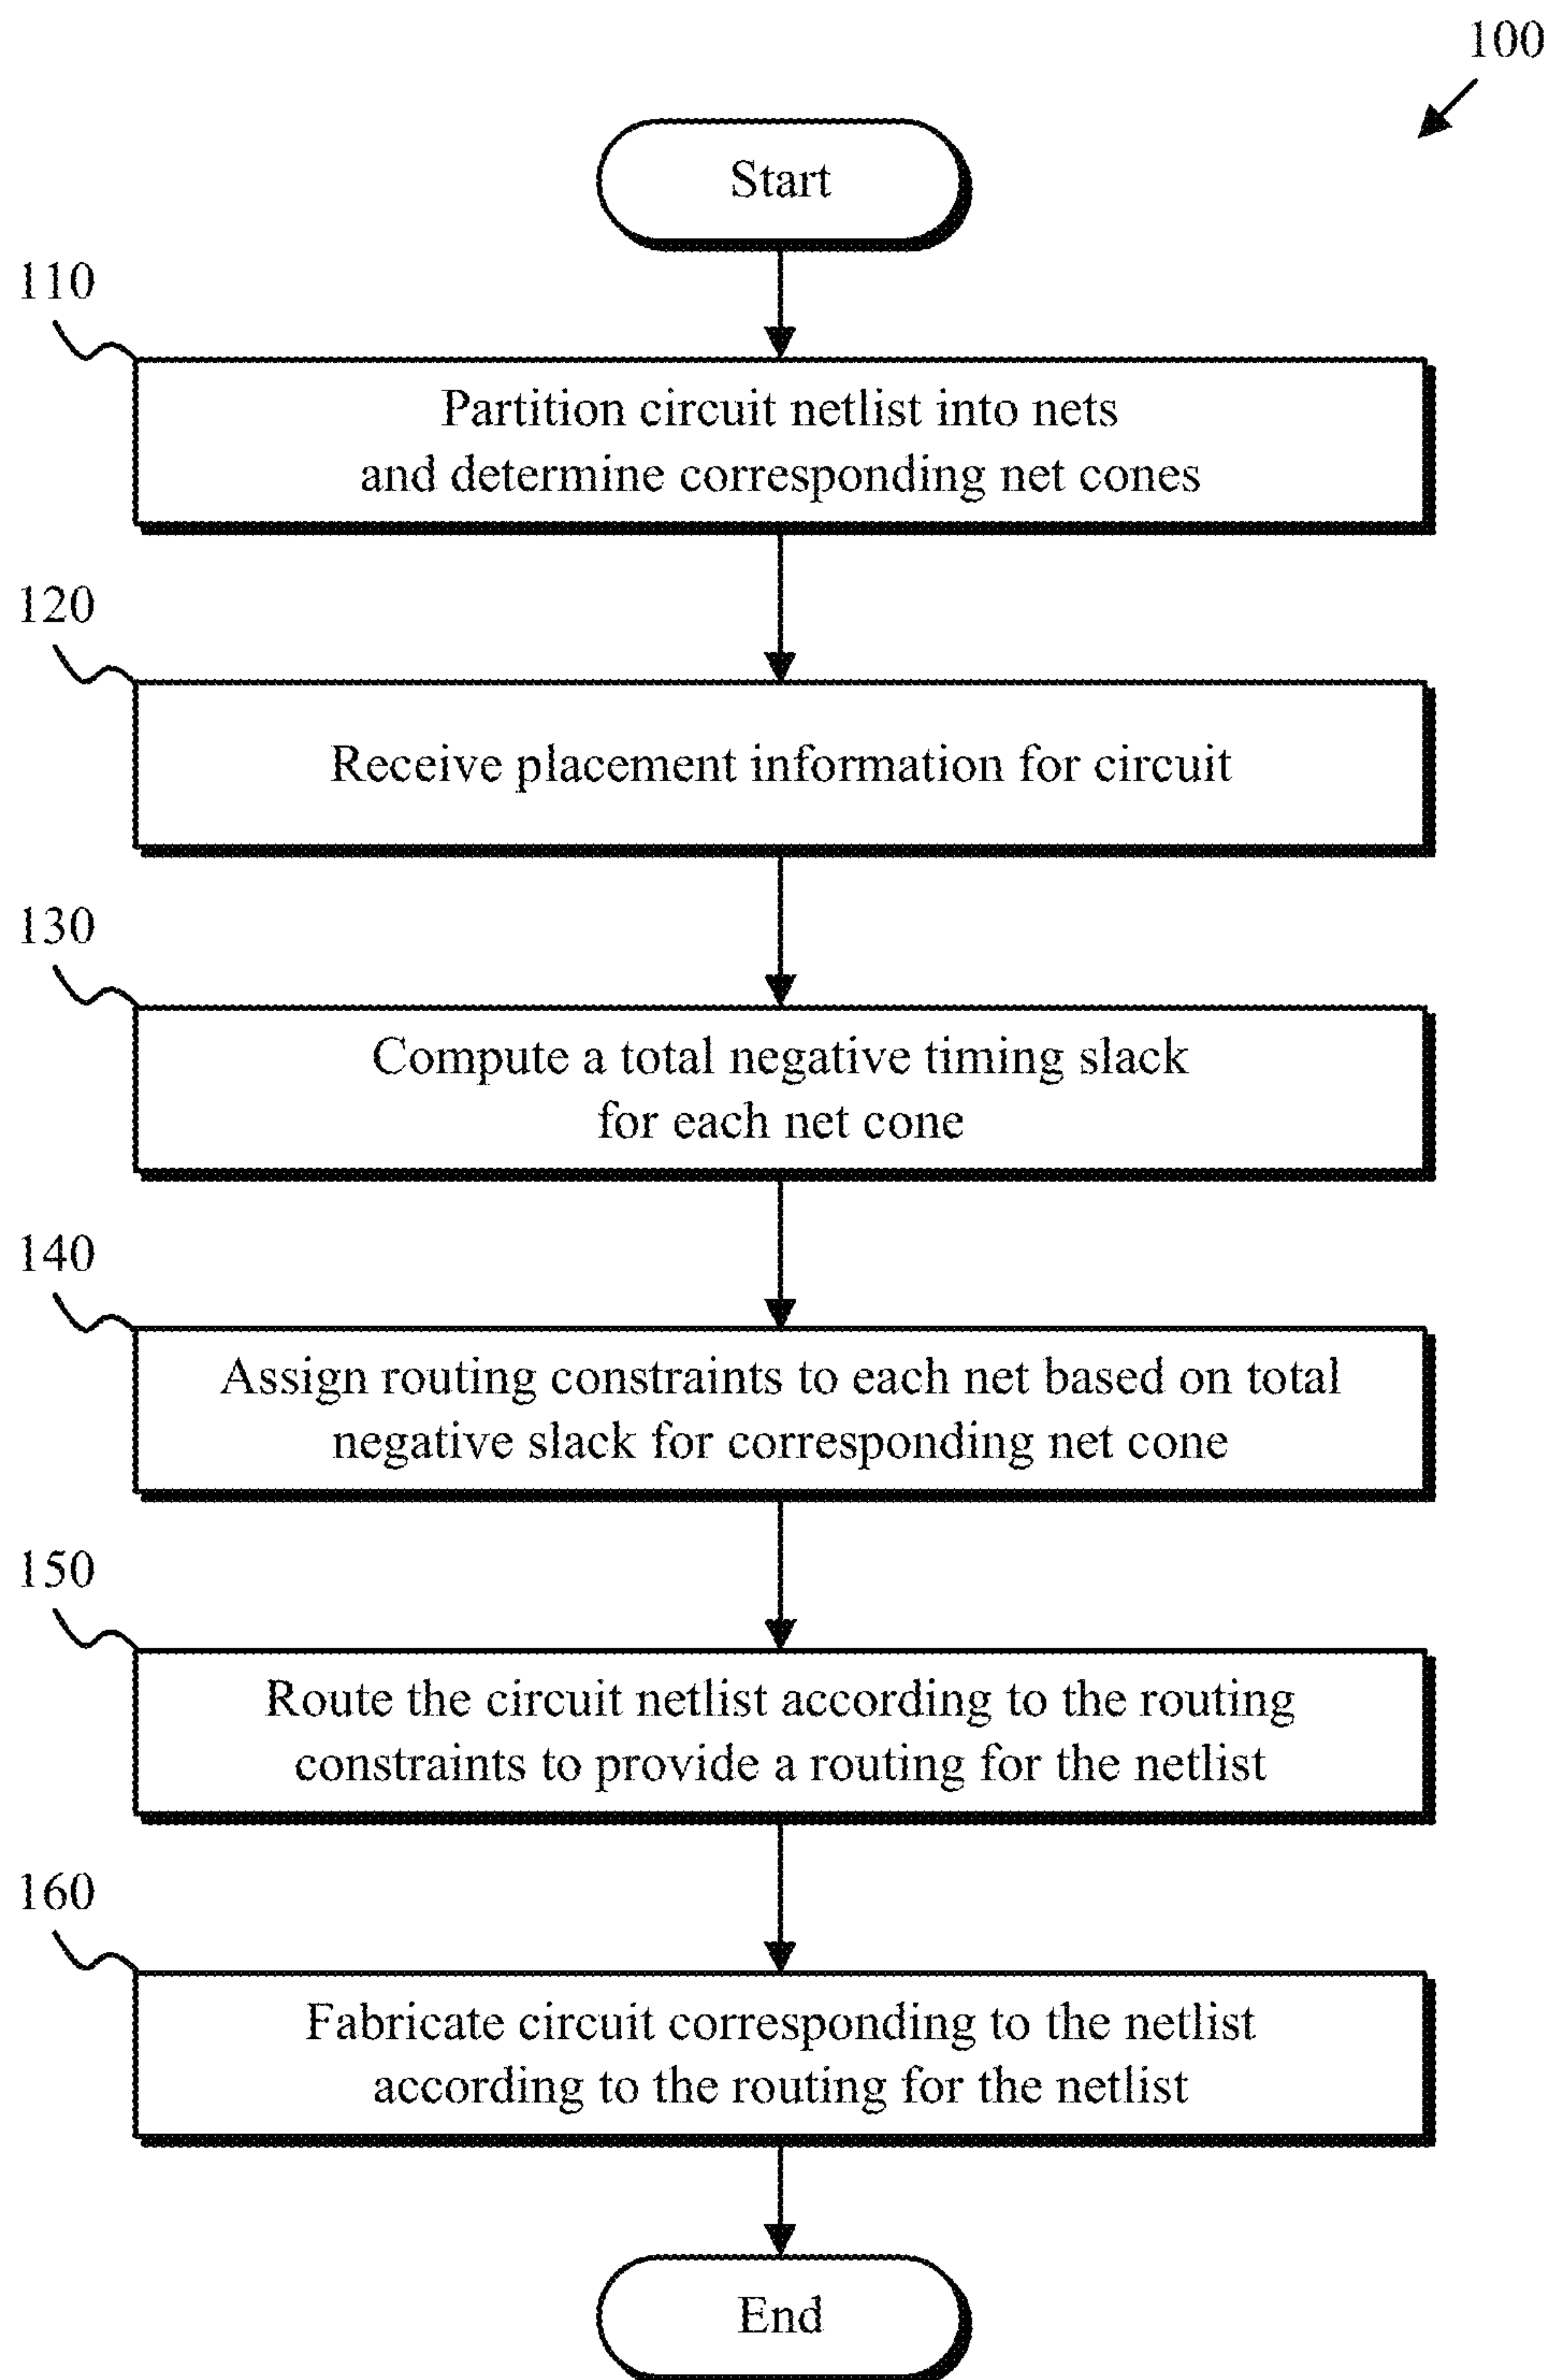 100
Start
110
Partition circuit netlist into nets
and determine corresponding net cones
120
Receive placement information for circuit
130
Compute a total negative timing slack
for each net cone
140
Assign routing constraints to each net based on total
negative slack for corresponding net cone
150
Route the circuit netlist according to the routing
constraints to provide a routing for the netlist
160
Fabricate circuit corresponding to the netlist
according to the routing for the netlist
End